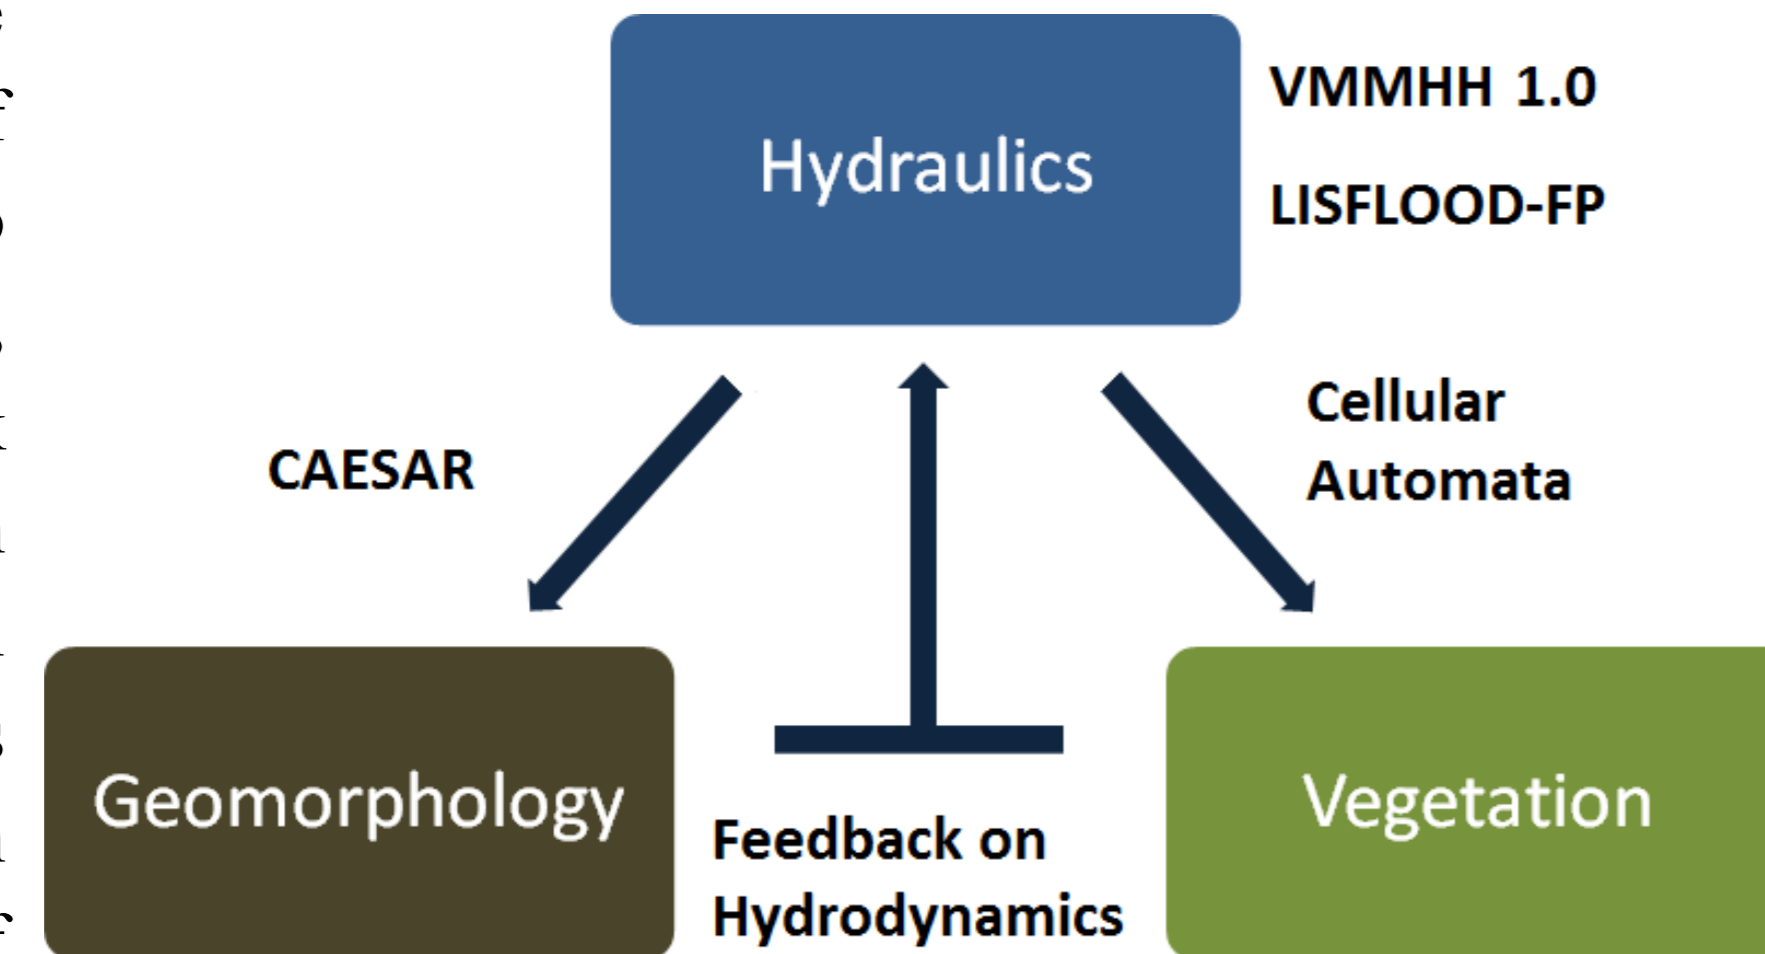 Hydraulics
VMMHH 1.0
LISFLOOD-FP
CAESAR
Cellular
Automata
Geomorphology
Feedback on
Hydrodynamics
Vegetation